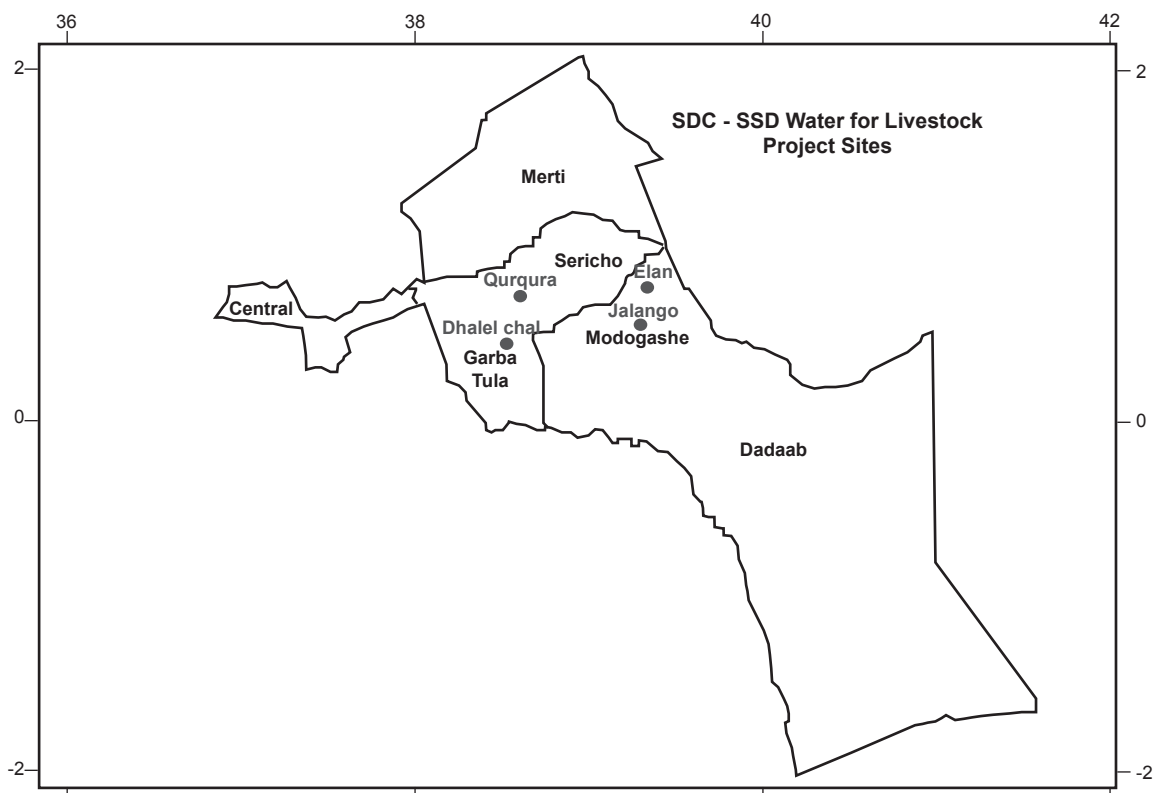 36
38
40
42
2
2
SDC - SSD Water for Livestock
Project Sites
Merti
Sericho
Elan
Qurqura
Central
Jalango
Dhalel chal
Modogashe
Garba
Tula
0
0
Dadaab
-2
-2